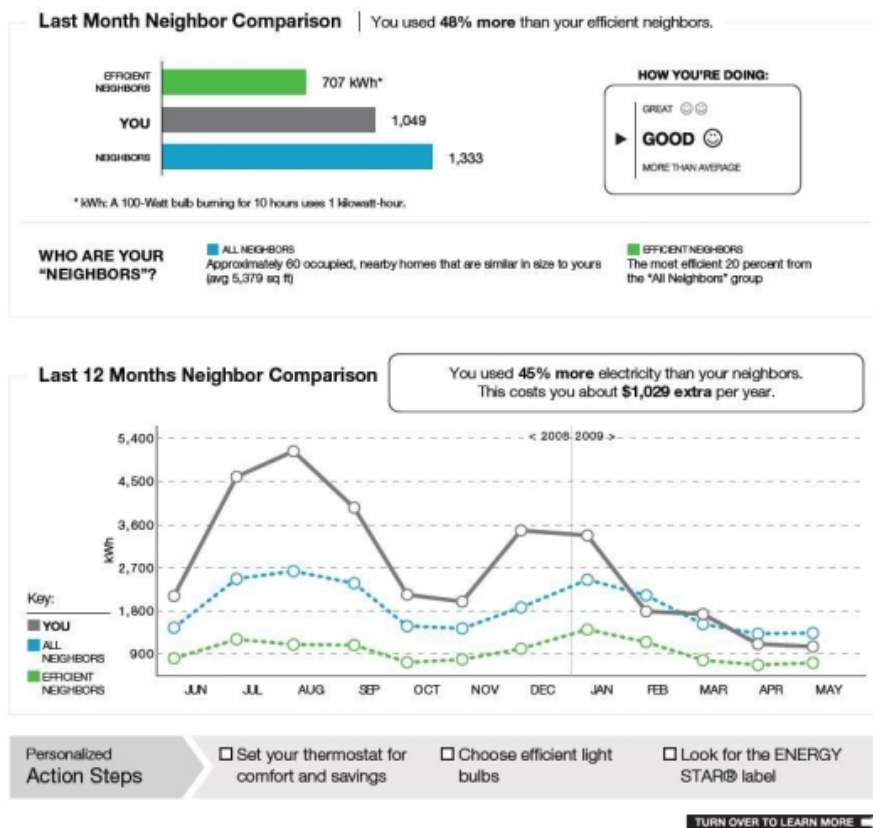 Last Month Neighbor Comparison | You used 48% more than your efficient neighbors.
EFFICIENT
NEIGHBORS
707 kWh*
YOU
1,049
NEIGHBORS
1,333
* kWh: A 100-Watt bulb burning for 10 hours uses 1 kilowatt-hour.
HOW YOU'RE DOING:
GREAT
GOOD
MORE THAN AVERAGE
WHO ARE YOUR
"NEIGHBORS"?
ALL NEIGHBORS
Approximately 60 occupied, nearby homes that are similar in size to yours
(avg 5,379 sq ft)
EFFICIENT NEIGHBORS
The most efficient 20 percent from
the "All Neighbors" group
Last 12 Months Neighbor Comparison
You used 45% more electricity than your neighbors.
This costs you about $1,029 extra per year.
< 2008 2009 >
5,400
4,500
3,600
2,700
1,800
900
kWh
Key:
YOU
ALL
NEIGHBORS
EFFICIENT
NEIGHBORS
JUN JUL AUG SEP OCT NOV DEC JAN FEB MAR APR MAY
Personalized
Action Steps
Set your thermostat for
comfort and savings
Choose efficient light
bulbs
Look for the ENERGY
STAR® label
TURN OVER TO LEARN MORE